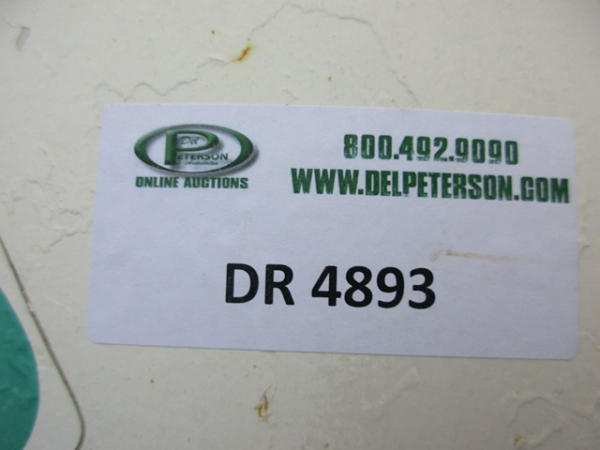 Del
PETERSON
ONLINE AUCTIONS
800.492.9090
WWW.DELPETERSON.COM
DR 4893